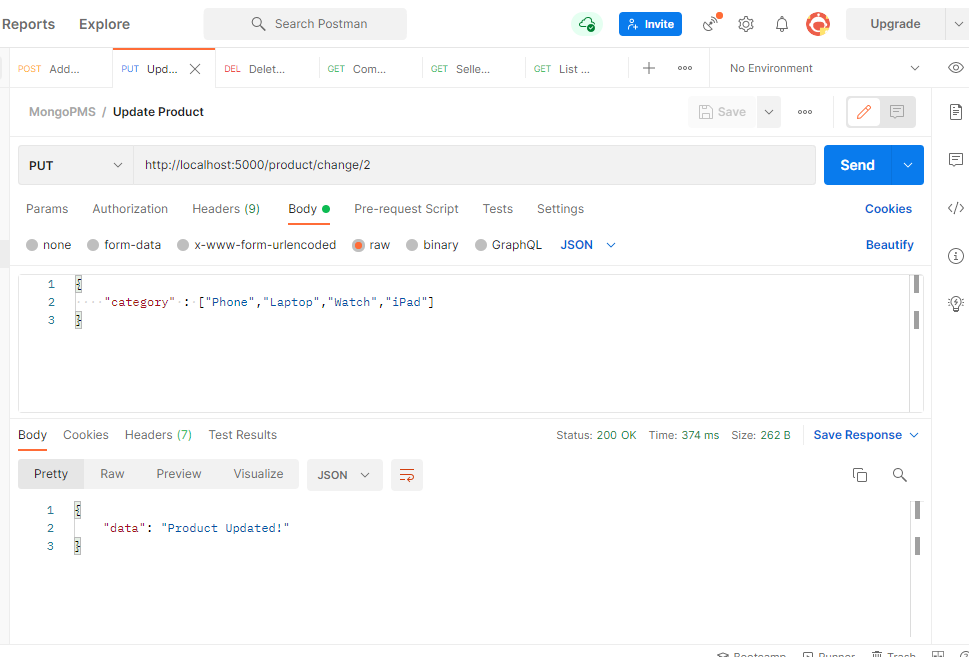 Reports Explore Search Postman Invite Upgrade
POST Add... PUT Upd... DEL Delet... GET Com... GET Selle... GET List ... No Environment
MongoPMS / Update Product Save
PUT http://localhost:5000/product/change/2 Send
Params Authorization Headers (9) Body Pre-request Script Tests Settings Cookies
none form-data x-www-form-urlencoded raw binary GraphQL JSON Beautify
1 {
2 "category" : ["Phone","Laptop","Watch","iPad"]
3 }
Body Cookies Headers (7) Test Results Status: 200 OK Time: 374 ms Size: 262 B Save Response
Pretty Raw Preview Visualize JSON
1 {
2 "data": "Product Updated!"
3 }
Bootcamp Runner Trash